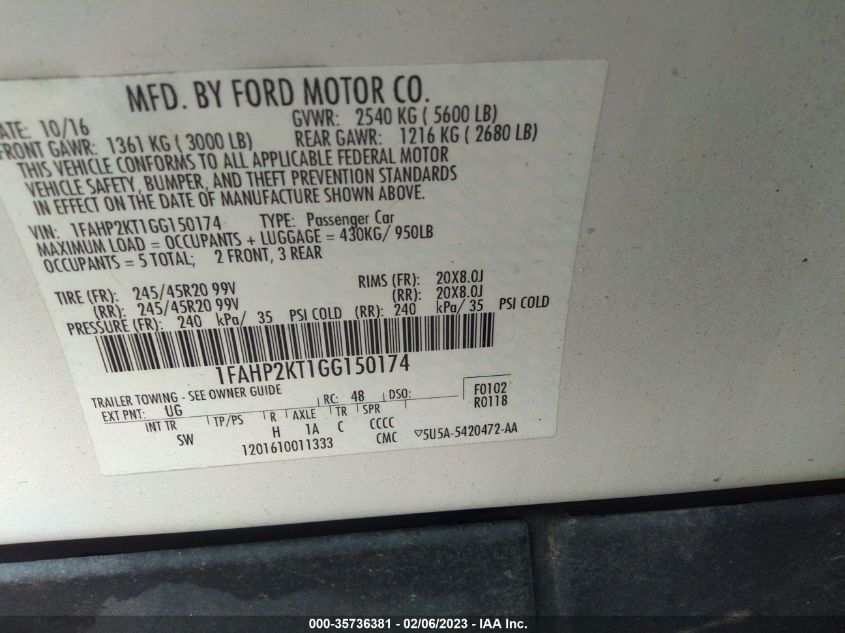 MFD. BY FORD MOTOR CO.
ATE: 10/16 GVWR: 2540 KG ( 5600 LB)
FRONT GAWR: 1361 KG ( 3000 LB) REAR GAWR: 1216 KG ( 2680 LB)
THIS VEHICLE CONFORMS TO ALL APPLICABLE FEDERAL MOTOR
VEHICLE SAFETY, BUMPER, AND THEFT PREVENTION STANDARDS
IN EFFECT ON THE DATE OF MANUFACTURE SHOWN ABOVE.
VIN: 1FAHP2KT1GG150174 TYPE: Passenger Car
MAXIMUM LOAD = OCCUPANTS + LUGGAGE = 430KG/ 950LB
OCCUPANTS = 5 TOTAL; 2 FRONT, 3 REAR
TIRE (FR): 245/45R20 99V RIMS (FR): 20X8.0J
(RR): 245/45R20 99V (RR): 20X8.0J
PRESSURE (FR): 240 kPa/ 35 PSI COLD (RR): 240 kPa/ 35 PSI COLD
1FAHP2KT1GG150174
TRAILER TOWING - SEE OWNER GUIDE
EXT PNT: UG RC: 48 DSO: F0102
R0118
INT TR TP/PS R AXLE TR SPR
SW H 1A C CCCC
1201610011333 CMC ▽5U5A-5420472-AA
000-35736381 - 02/06/2023 - IAA Inc.